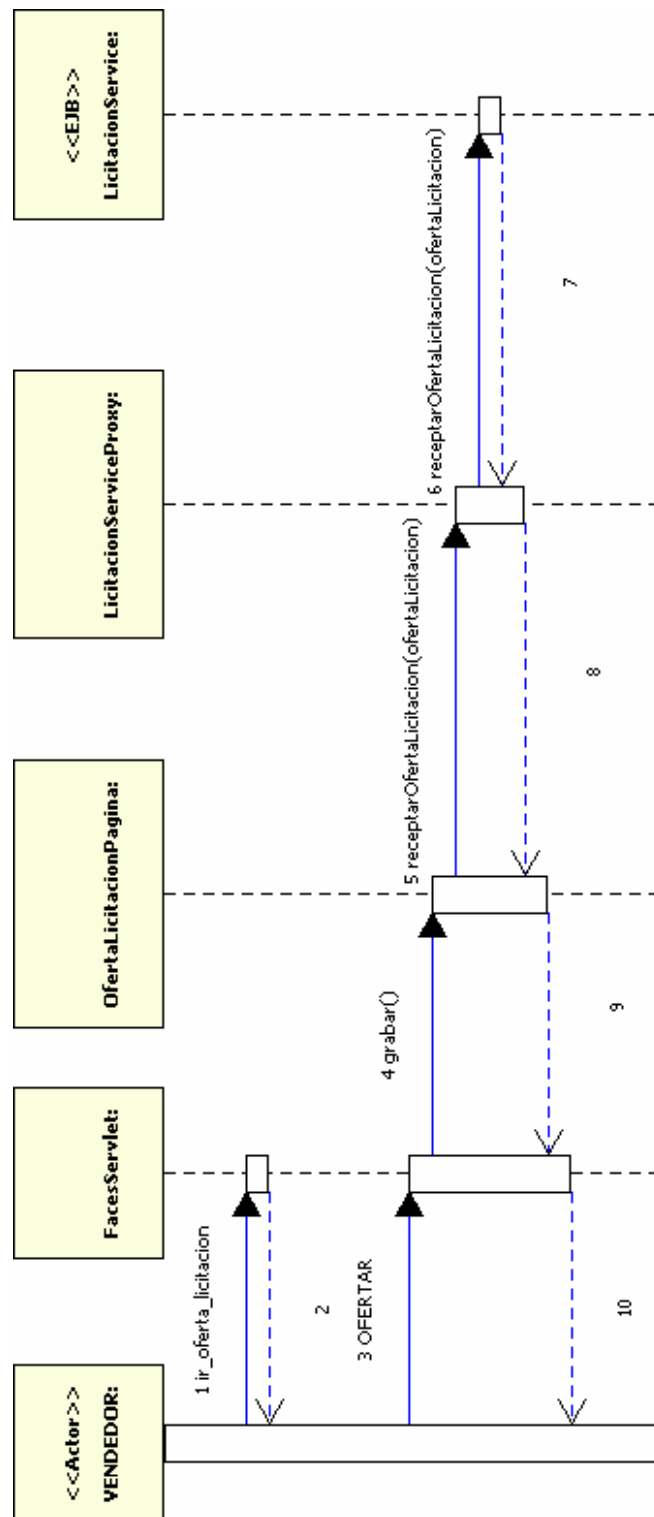 <<Actor>>
VENDEDOR:
FacesServlet:
OfertaLicitacionPagina:
LicitacionServiceProxy:
<<EJB>>
LicitacionService:
1 ir_oferta_licitacion
2
3 OFERTAR
4 grabar()
5 receptarOfertaLicitacion(ofertaLicitacion)
6 receptarOfertaLicitacion(ofertaLicitacion)
7
8
9
10